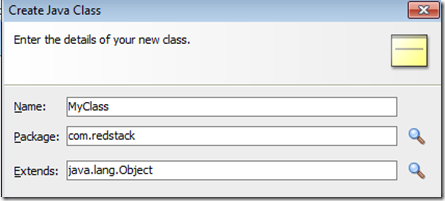 Create Java Class
Enter the details of your new class.
Name: MyClass
Package: com.redstack
Extends: java.lang.Object